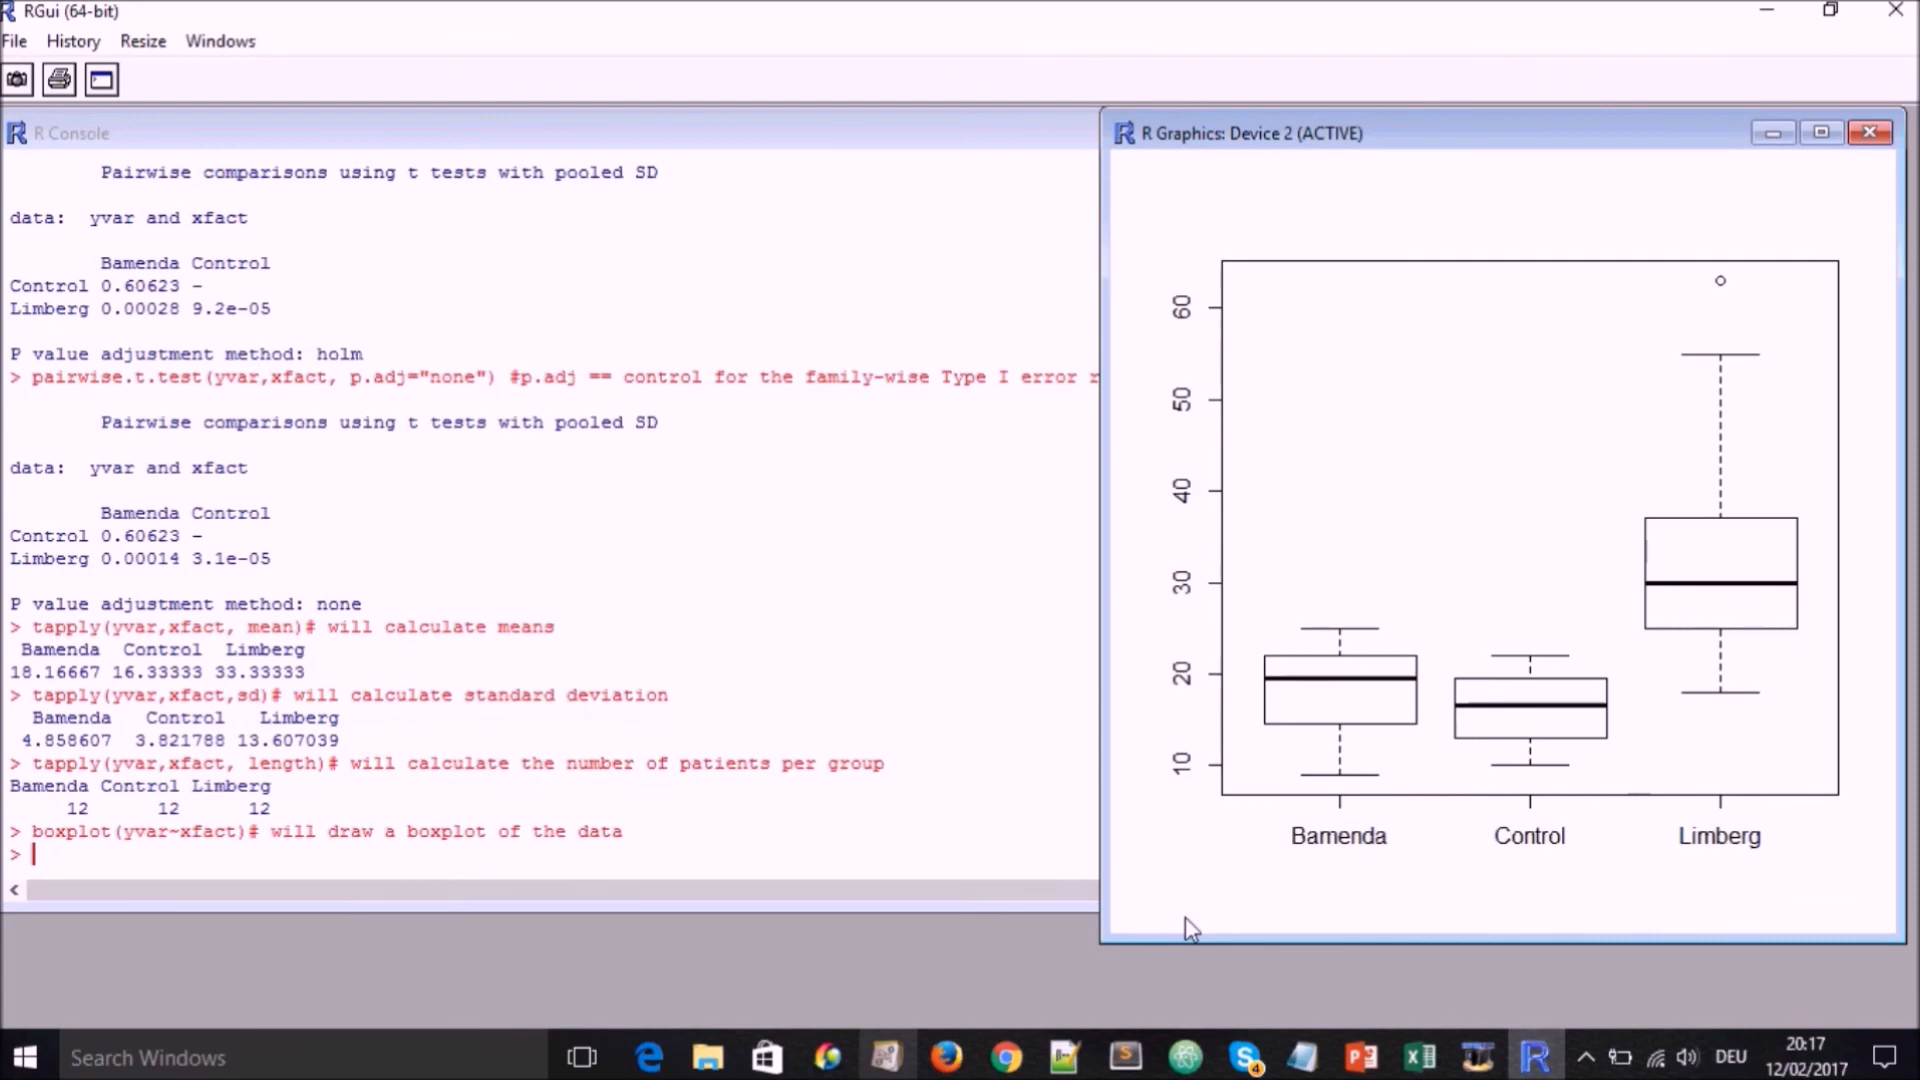 RGui (64-bit)
File History Resize Windows
R Console
Pairwise comparisons using t tests with pooled SD
data: yvar and xfact
Bamenda Control
Control 0.60623 -
Limberg 0.00028 9.2e-05
P value adjustment method: holm
> pairwise.t.test(yvar,xfact, p.adj="none") #p.adj == control for the family-wise Type I error r
Pairwise comparisons using t tests with pooled SD
data: yvar and xfact
Bamenda Control
Control 0.60623 -
Limberg 0.00014 3.1e-05
P value adjustment method: none
> tapply(yvar,xfact, mean)# will calculate means
Bamenda Control Limberg
18.16667 16.33333 33.33333
> tapply(yvar,xfact,sd)# will calculate standard deviation
Bamenda Control Limberg
4.858607 3.821788 13.607039
> tapply(yvar,xfact, length)# will calculate the number of patients per group
Bamenda Control Limberg
12 12 12
> boxplot(yvar~xfact)# will draw a boxplot of the data
>
R Graphics: Device 2 (ACTIVE)
60
50
40
30
20
10
Bamenda Control Limberg
Search Windows
4
DEU
20:17
12/02/2017